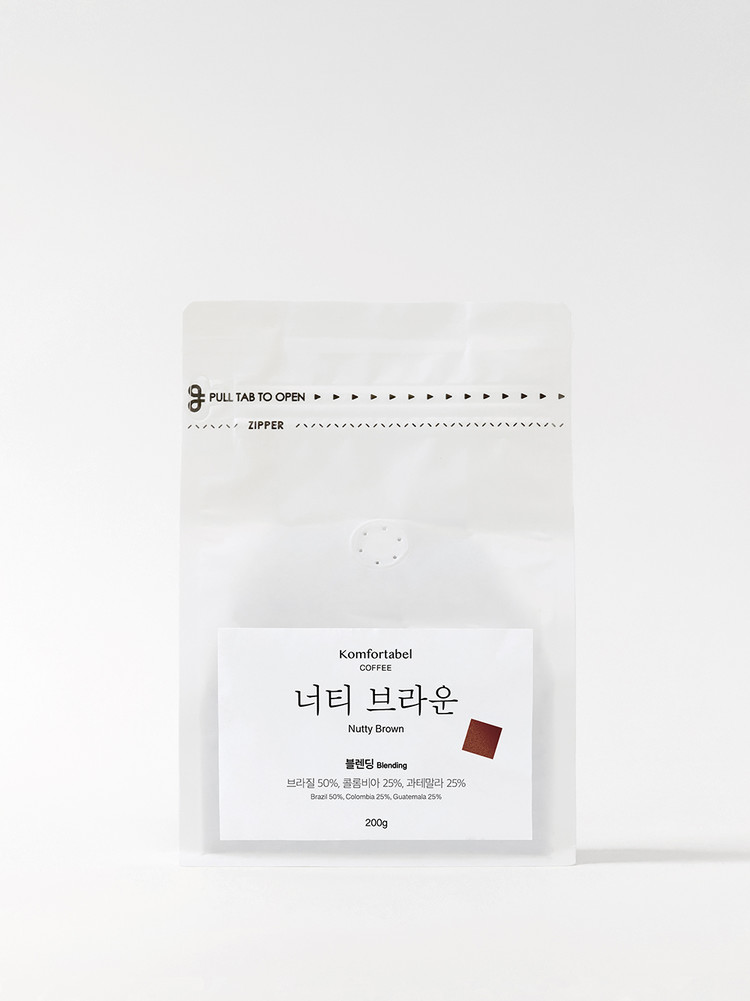 PULL TAB TO OPEN
ZIPPER
Komfortabel
COFFEE
너티 브라운
Nutty Brown
블렌딩 Blending
브라질 50%, 콜롬비아 25%, 과테말라 25%
Brazil 50%, Colombia 25%, Guatemala 25%
200g